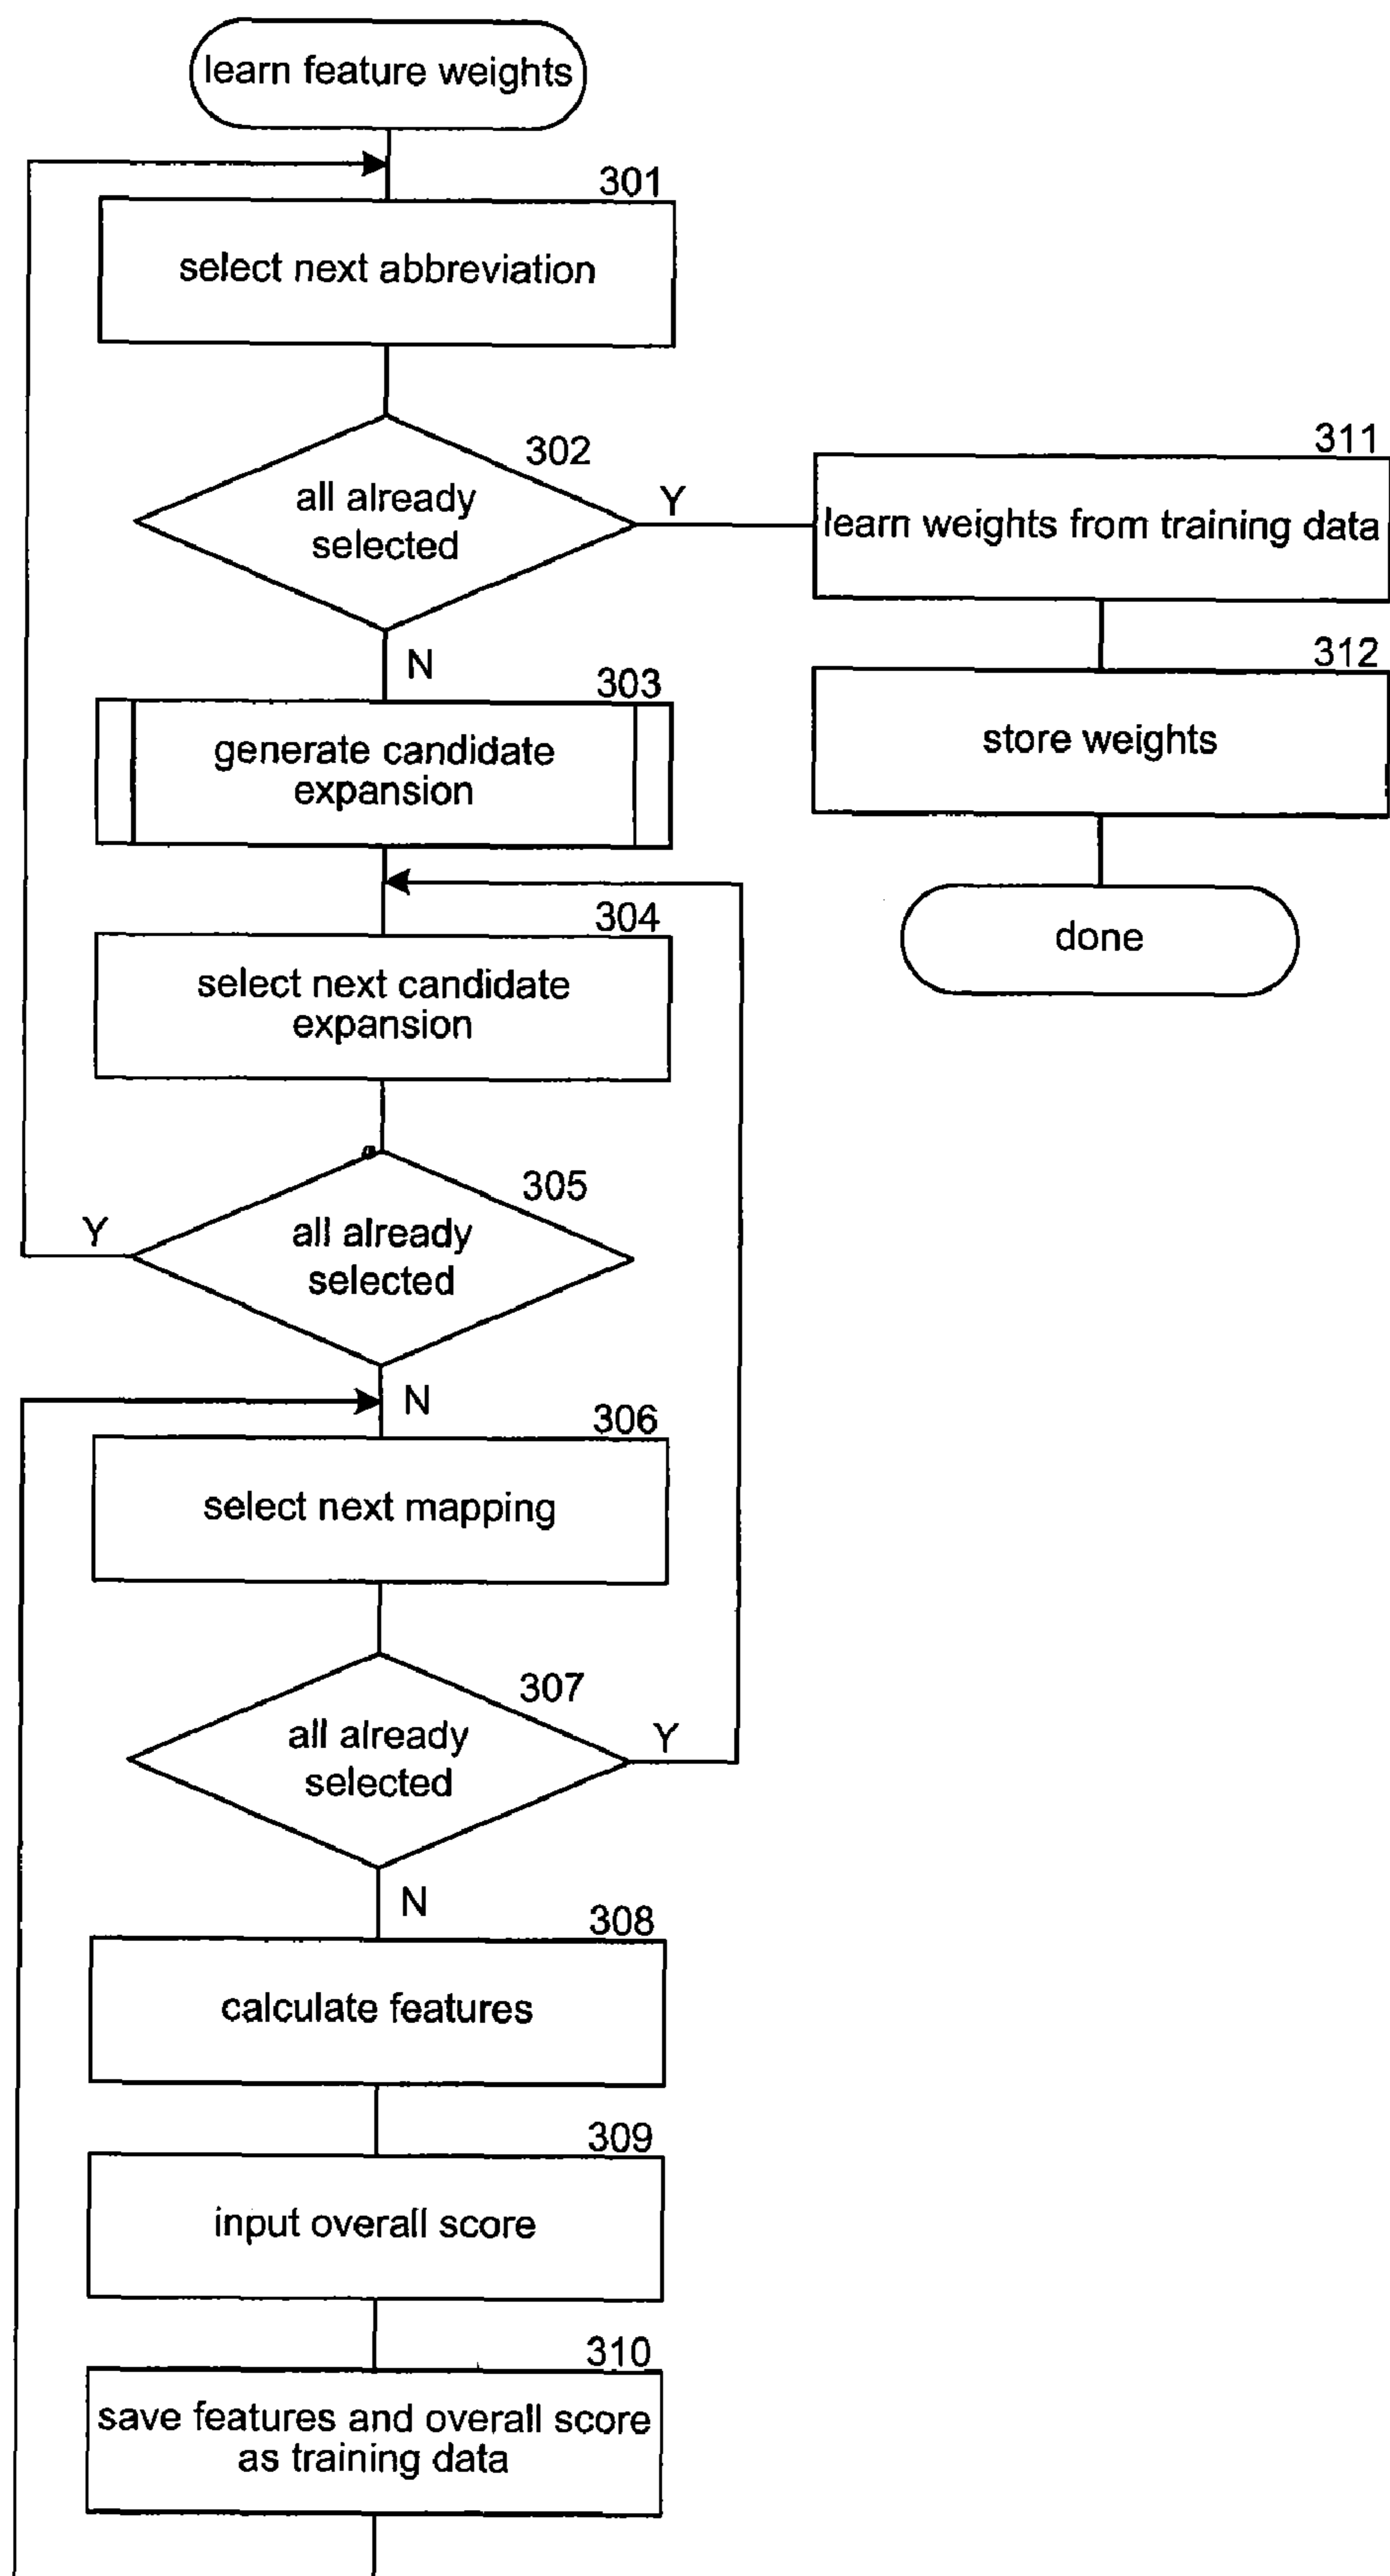 learn feature weights
301
select next abbreviation
302
all already
selected
Y
N
311
learn weights from training data
312
store weights
done
303
generate candidate
expansion
304
select next candidate
expansion
305
all already
selected
Y
N
306
select next mapping
307
all already
selected
Y
N
308
calculate features
309
input overall score
310
save features and overall score
as training data